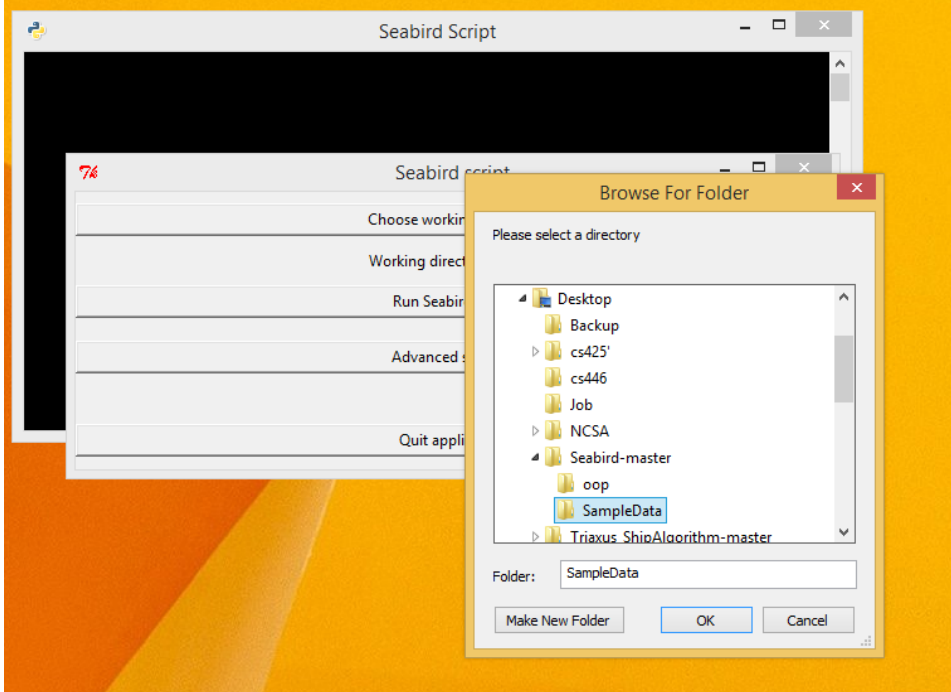 Seabird Script
7k
Seabird script
Choose workin
Working direct
Run Seabir
Advanced s
Quit appli
Browse For Folder
Please select a directory
Desktop
Backup
cs425'
cs446
Job
NCSA
Seabird-master
oop
SampleData
Triaxus_ShipAlgorithm-master
Folder:
SampleData
Make New Folder
OK
Cancel